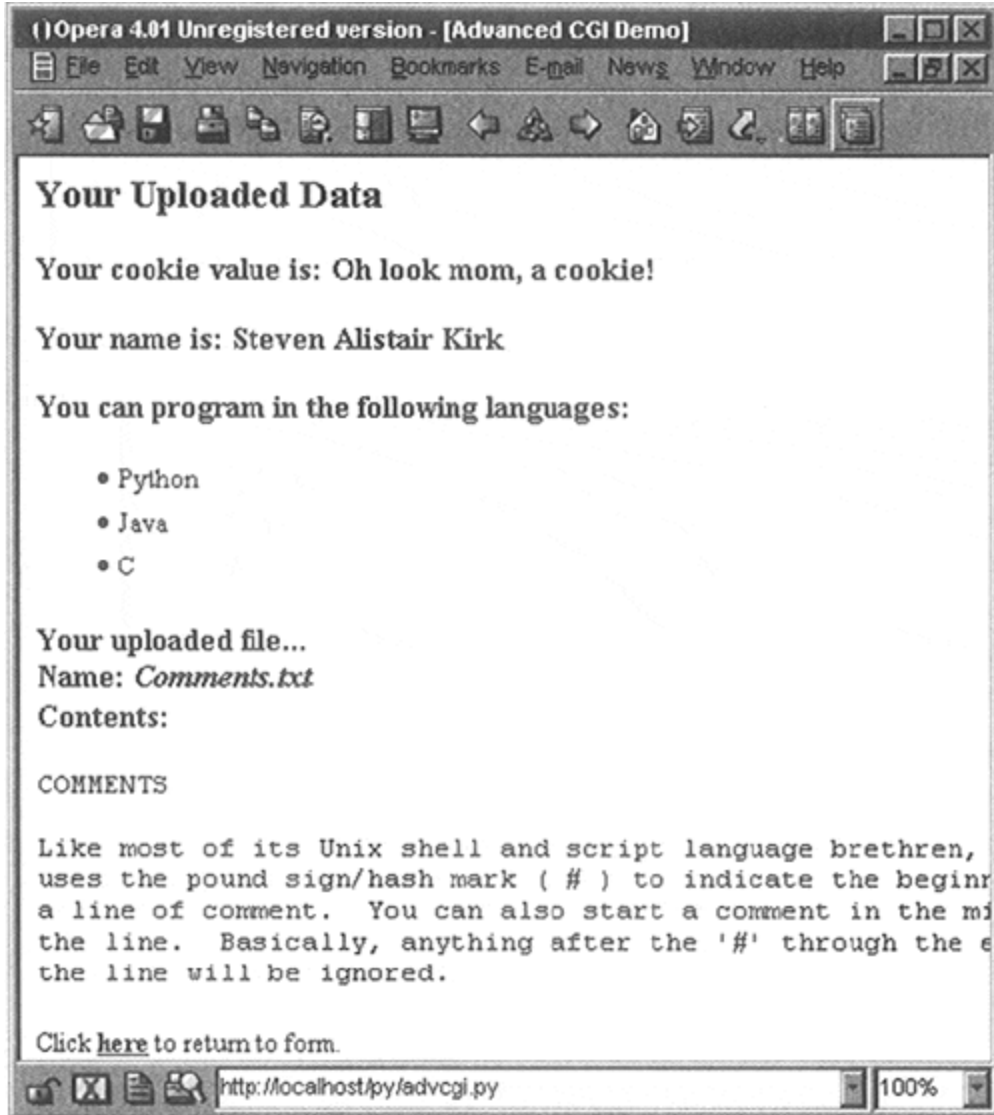 ()Opera 4.01 Unregistered version - [Advanced CGI Demo]
File Edit View Navigation Bookmarks E-mail News Window Help
Your Uploaded Data
Your cookie value is: Oh look mom, a cookie!
Your name is: Steven Alistair Kirk
You can program in the following languages:
• Python
• Java
• C
Your uploaded file...
Name: Comments.txt
Contents:
COMMENTS
Like most of its Unix shell and script language brethren,
uses the pound sign/hash mark ( # ) to indicate the
a line of comment. You can also start a comment in the
the line. Basically, anything after the '#' through the
the line will be ignored.
Click here to return to form.
http://localhost/py/advcgi.py
100%